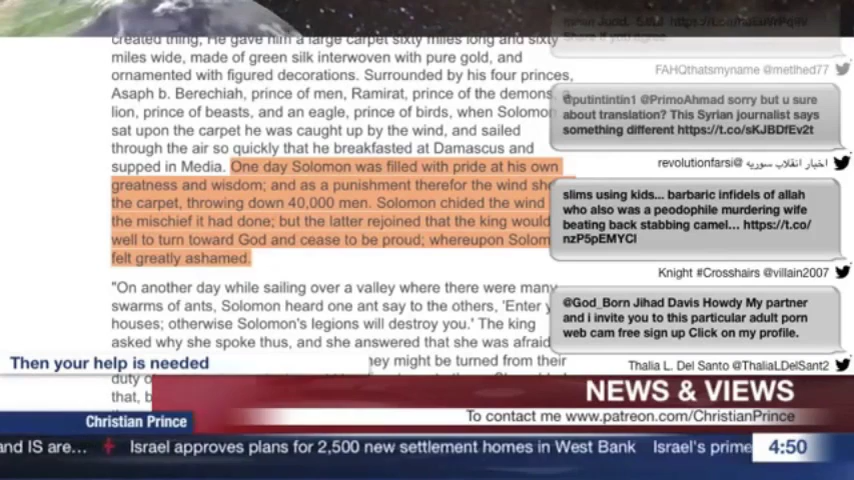 created thing; He gave him a large carpet sixty miles long and sixty
miles wide, made of green silk interwoven with pure gold, and
ornamented with figured decorations. Surrounded by his four princes,
Asaph b. Berechiah, prince of men, Ramirat, prince of the demons, a
lion, prince of beasts, and an eagle, prince of birds, when Solomon
sat upon the carpet he was caught up by the wind, and sailed
through the air so quickly that he breakfasted at Damascus and
supped in Media. One day Solomon was filled with pride at his own
greatness and wisdom; and as a punishment therefor the wind sho
the carpet, throwing down 40,000 men. Solomon chided the wind
the mischief it had done; but the latter rejoined that the king would
well to turn toward God and cease to be proud; whereupon Solom
felt greatly ashamed.
"On another day while sailing over a valley where there were many
swarms of ants, Solomon heard one ant say to the others, 'Enter y
houses; otherwise Solomon's legions will destroy you.' The king
asked why she spoke thus, and she answered that she was afraid
hey might be turned from their
duty o
that, b
Share if you agree
FAHQthatsmyname @metlhed77
@putintintin1 @PrimoAhmad sorry but u sure
about translation? This Syrian journalist says
something different https://t.co/sKJBDfEv2t
revolutionfarsi@ اخبار انقلاب سوریه
slims using kids... barbaric infidels of allah
who also was a peodophile murdering wife
beating back stabbing camel... https://t.co/
nzP5pEMYCl
Knight #Crosshairs @villain2007
@God_Born Jihad Davis Howdy My partner
and i invite you to this particular adult porn
web cam free sign up Click on my profile.
Thalia L. Del Santo @ThaliaLDelSant2
Then your help is needed
NEWS & VIEWS
Christian Prince
To contact me www.patreon.com/ChristianPrince
and IS are... Israel approves plans for 2,500 new settlement homes in West Bank Israel's prime
4:50